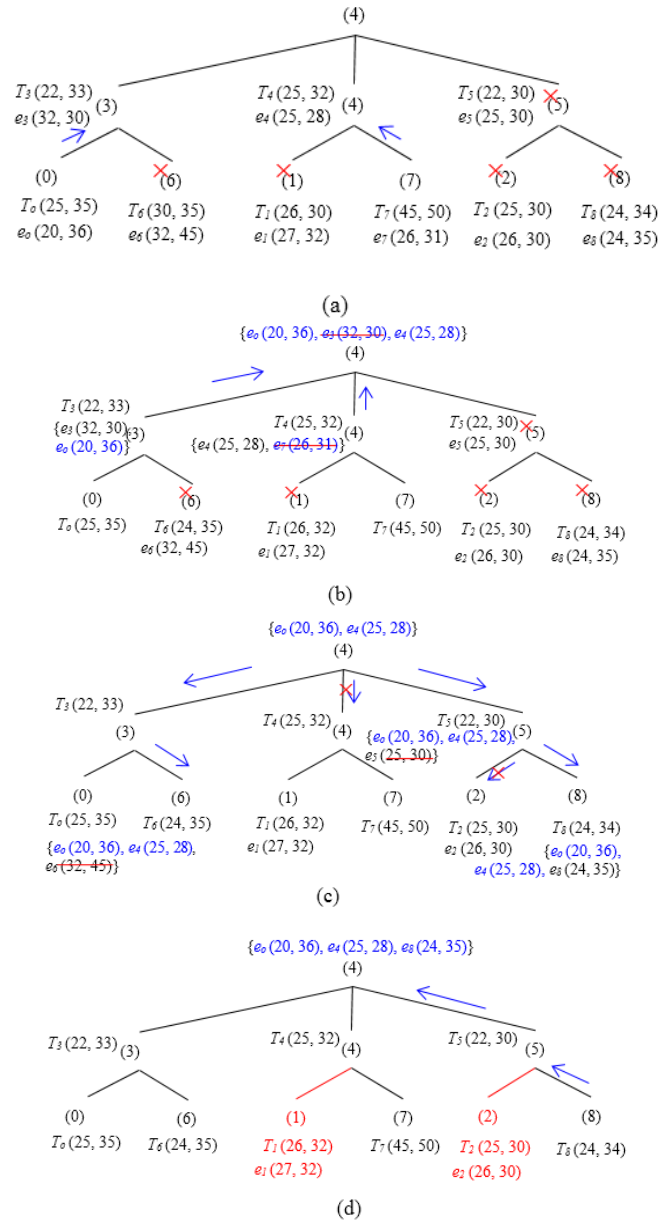 (4)
T3 (22, 33) T4 (25, 32) T5 (22, 30)
(3) (4) (5)
e3 (32, 30) e4 (25, 28) e5 (25, 30)
(0) (6) (1) (7) (2) (8)
To (25, 35) T6 (30, 35) T1 (26, 30) T7 (45, 50) T2 (25, 30) T8 (24, 34)
eo (20, 36) e6 (32, 45) e1 (27, 32) e7 (26, 31) e2 (26, 30) e8 (24, 35)
(a)
{eo (20, 36), e3 (32, 30), e4 (25, 28)}
(4)
T3 (22, 33) T4 (25, 32) T5 (22, 30)
{e3 (32, 30), (3) {e4 (25, 28), e7 (26, 31)} (4) e5 (25, 30) (5)
eo (20, 36)}
(0) (6) (1) (7) (2) (8)
To (25, 35) T6 (24, 35) T1 (26, 32) T7 (45, 50) T2 (25, 30) T8 (24, 34)
e6 (32, 45) e1 (27, 32) e2 (26, 30) e8 (24, 35)
(b)
{eo (20, 36), e4 (25, 28)}
(4)
T3 (22, 33) T4 (25, 32) T5 (22, 30)
(3) (4) {eo (20, 36), e4 (25, 28), (5)
e5 (25, 30)}
(0) (6) (1) (7) (2) (8)
To (25, 35) T6 (24, 35) T1 (26, 32) T7 (45, 50) T2 (25, 30) T8 (24, 34)
{eo (20, 36), e4 (25, 28), e1 (27, 32) e2 (26, 30) {eo (20, 36),
e6 (32, 45)} e4 (25, 28), e8 (24, 35)}
(c)
{eo (20, 36), e4 (25, 28), e8 (24, 35)}
(4)
T3 (22, 33) (3) T4 (25, 32) (4) T5 (22, 30) (5)
(0) (6) (1) (7) (2) (8)
To (25, 35) T6 (24, 35) T1 (26, 32) T7 (45, 50) T2 (25, 30) T8 (24, 34)
e1 (27, 32) e2 (26, 30)
(d)